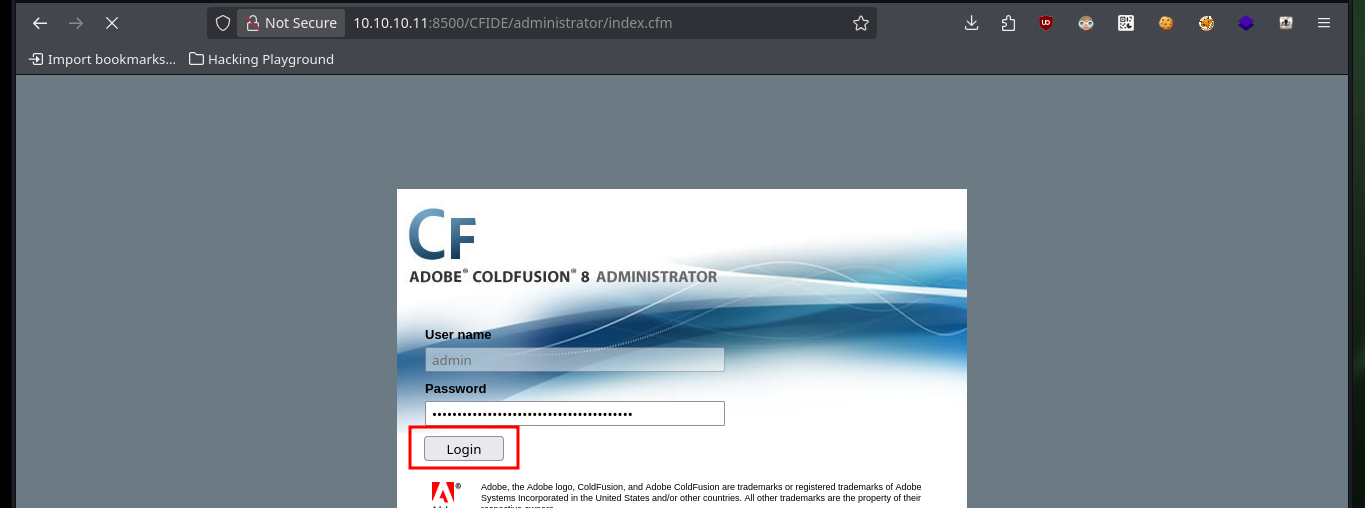 Not Secure 10.10.10.11:8500/CFIDE/administrator/index.cfm
Import bookmarks... Hacking Playground
CF
ADOBE® COLDFUSION® 8 ADMINISTRATOR
User name
admin
Password
Login
Adobe, the Adobe logo, ColdFusion, and Adobe ColdFusion are trademarks or registered trademarks of Adobe
Systems Incorporated in the United States and/or other countries. All other trademarks are the property of their